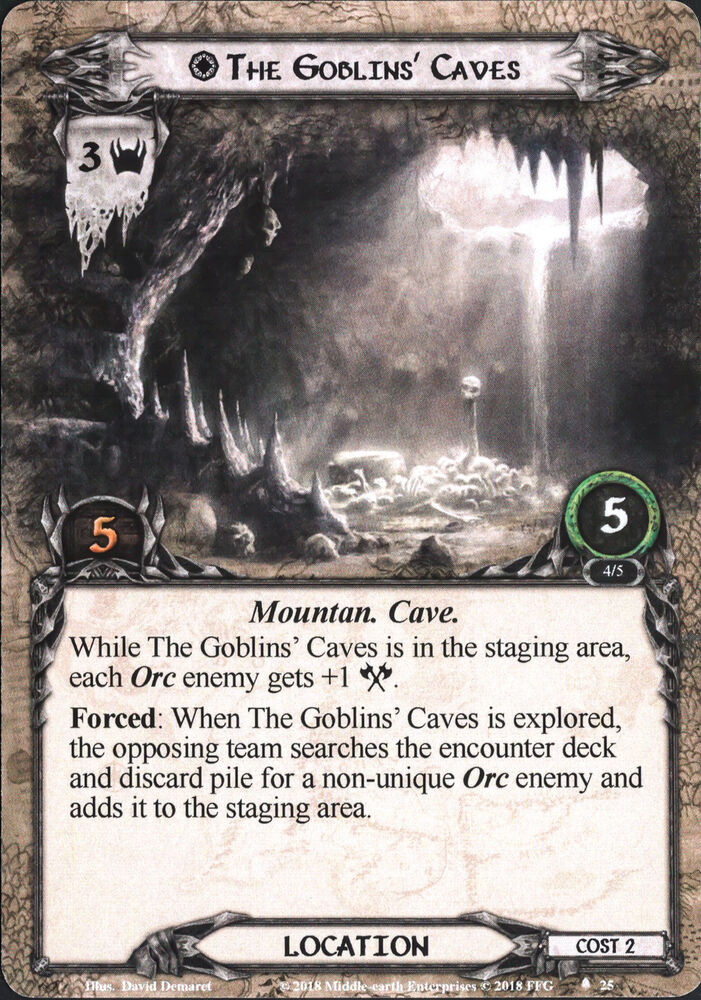 THE GOBLINS' CAVES
3
5
5
4/5
Mountan. Cave.
While The Goblins' Caves is in the staging area,
each Orc enemy gets +1 .
Forced: When The Goblins' Caves is explored,
the opposing team searches the encounter deck
and discard pile for a non-unique Orc enemy and
adds it to the staging area.
LOCATION
COST 2
Illus. David Demaret
© 2018 Middle-earth Enterprises © 2018 FFG
25